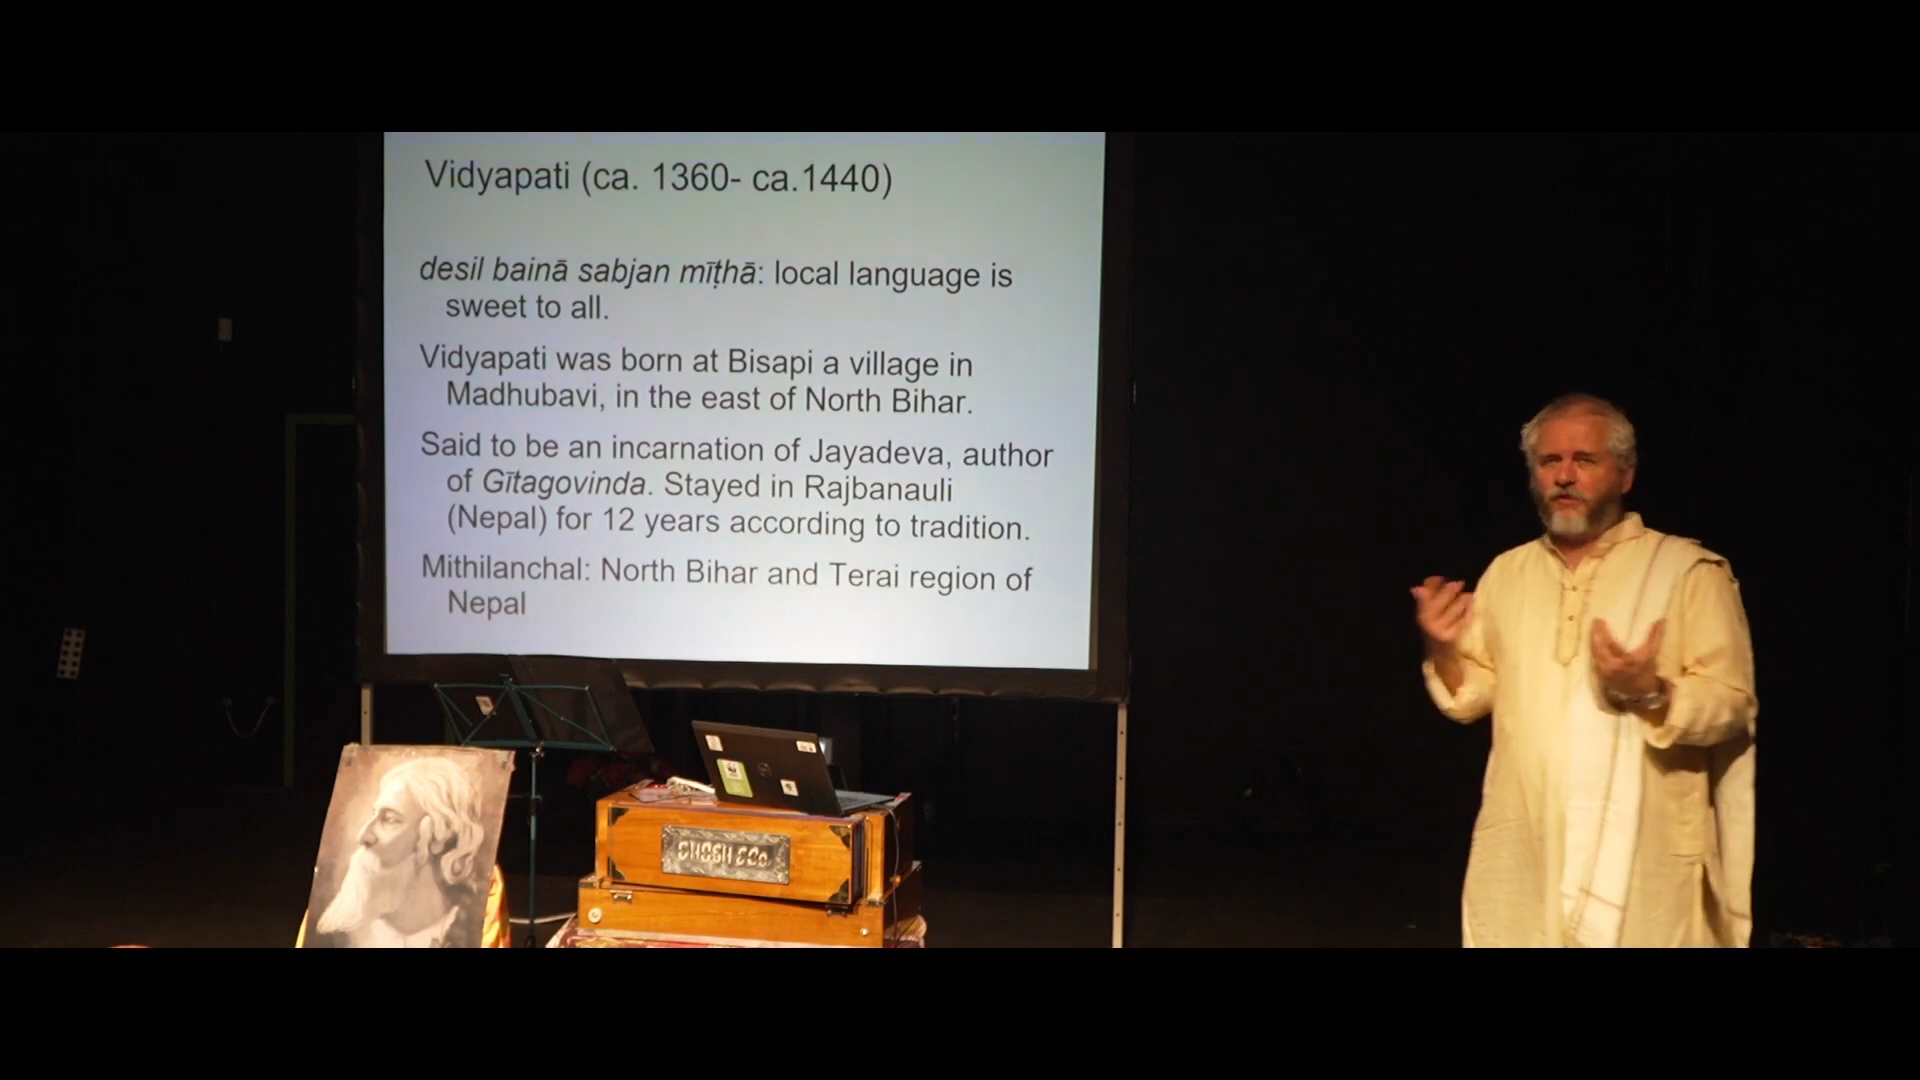 Vidyapati (ca. 1360- ca.1440)
desil bainā sabjan mīṭhā: local language is
sweet to all.
Vidyapati was born at Bisapi a village in
Madhubavi, in the east of North Bihar.
Said to be an incarnation of Jayadeva, author
of Gītagovinda. Stayed in Rajbanauli
(Nepal) for 12 years according to tradition.
Mithilanchal: North Bihar and Terai region of
Nepal
GHOSH & Co.